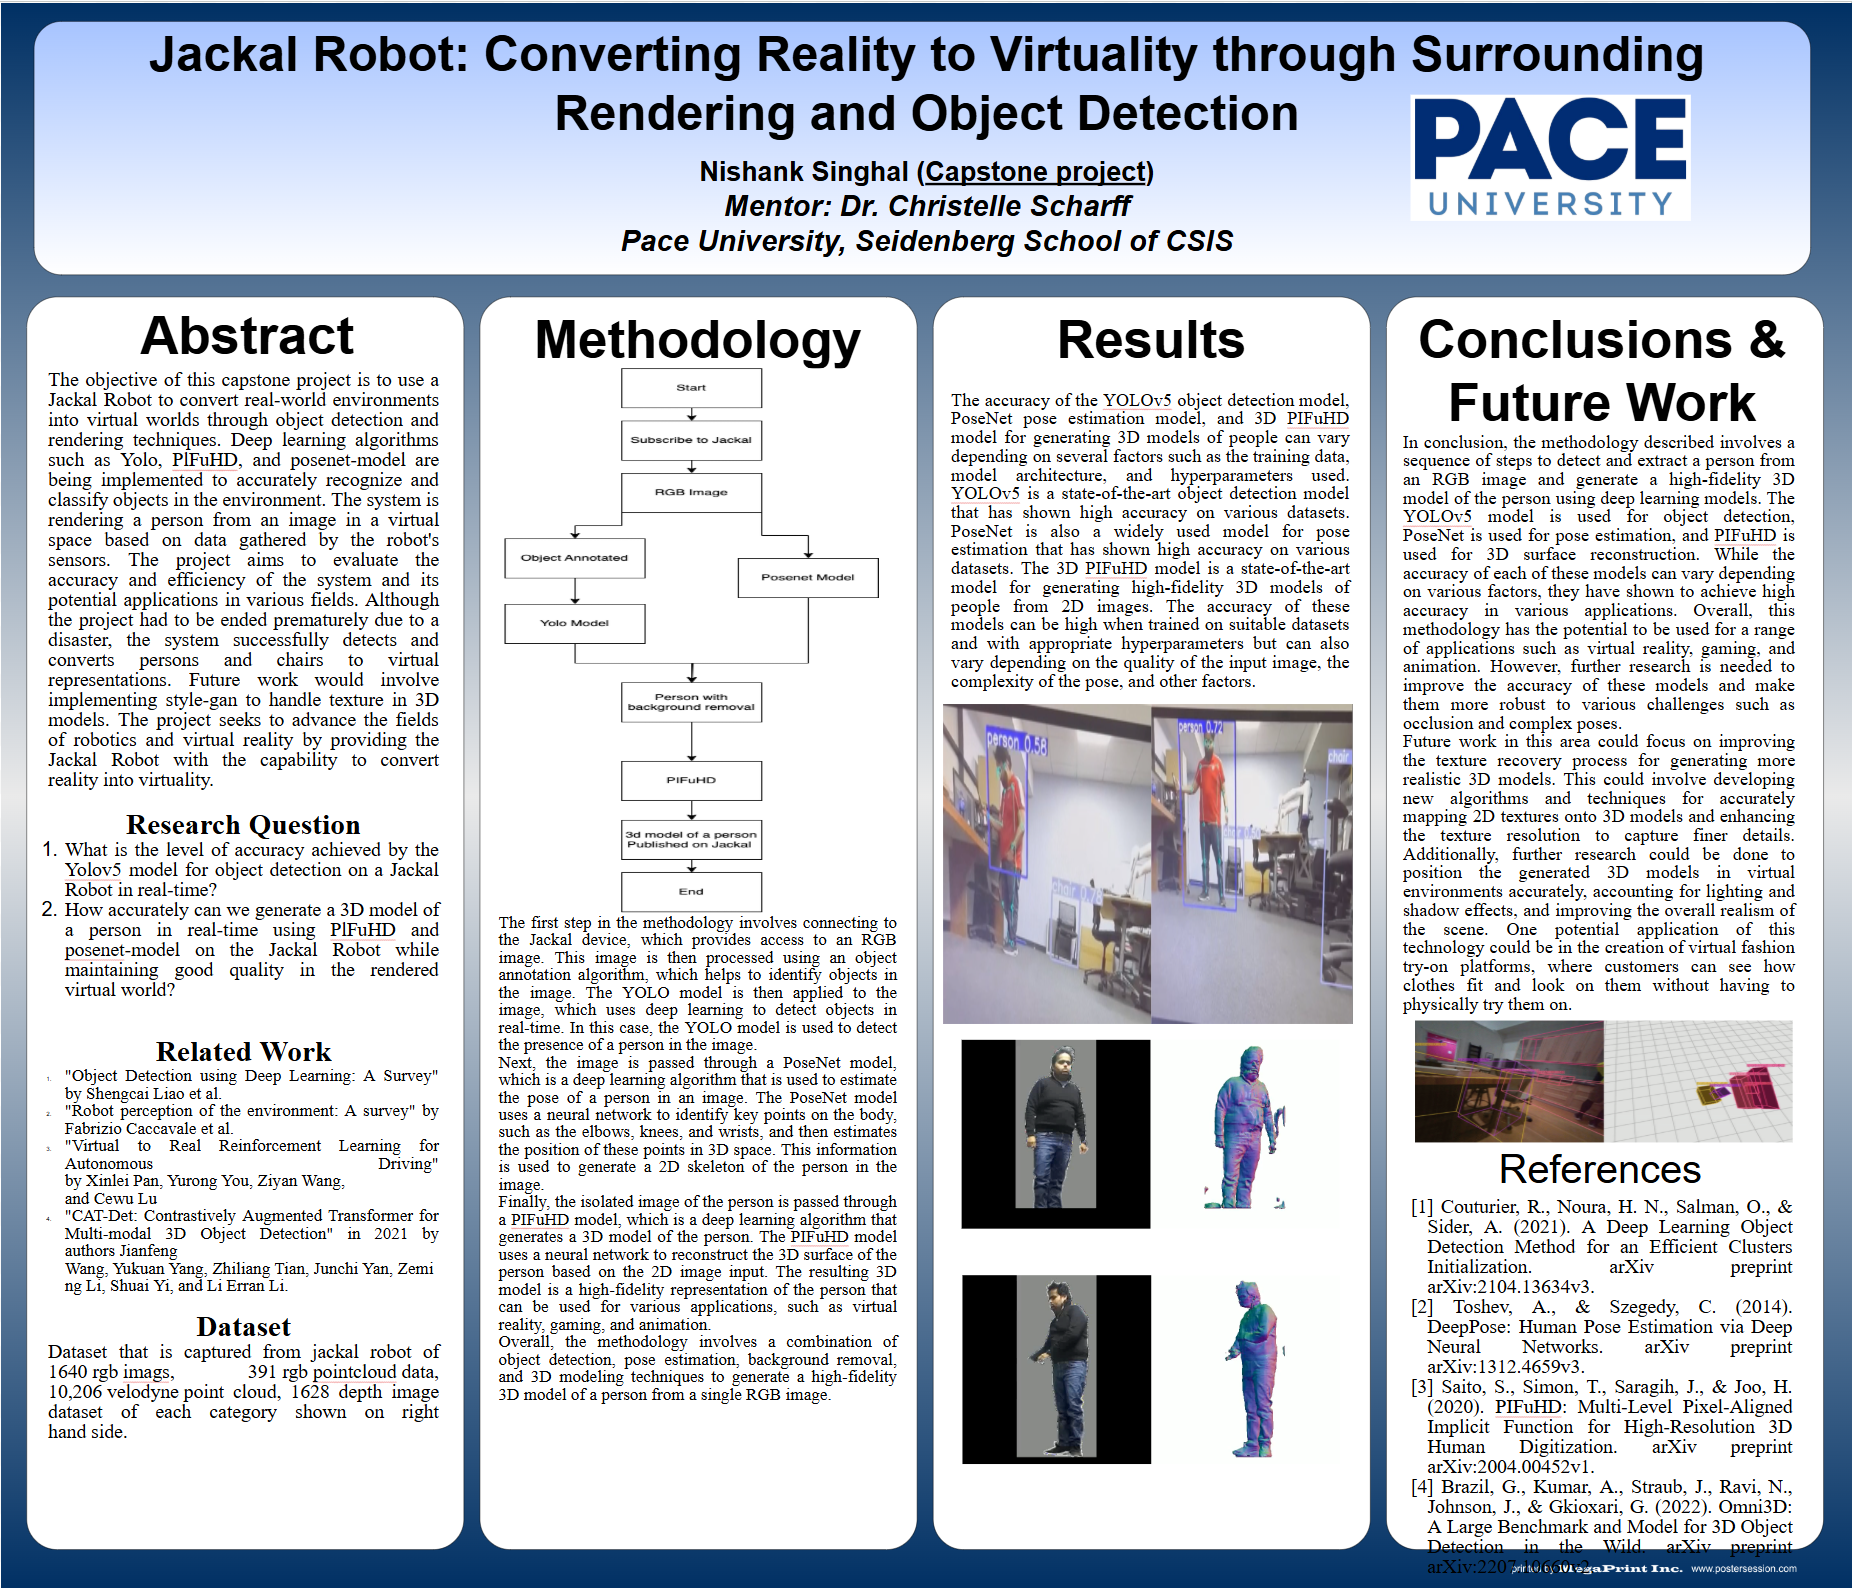 Jackal Robot: Converting Reality to Virtuality through Surrounding
Rendering and Object Detection
Nishank Singhal (Capstone project)
Mentor: Dr. Christelle Scharff
Pace University, Seidenberg School of CSIS
PACE
UNIVERSITY
Abstract
The objective of this capstone project is to use a
Jackal Robot to convert real-world environments
into virtual worlds through object detection and
rendering techniques. Deep learning algorithms
such as Yolo, PlFuHD, and posenet-model are
being implemented to accurately recognize and
classify objects in the environment. The system is
rendering a person from an image in a virtual
space based on data gathered by the robot's
sensors. The project aims to evaluate the
accuracy and efficiency of the system and its
potential applications in various fields. Although
the project had to be ended prematurely due to a
disaster, the system successfully detects and
converts persons and chairs to virtual
representations. Future work would involve
implementing style-gan to handle texture in 3D
models. The project seeks to advance the fields
of robotics and virtual reality by providing the
Jackal Robot with the capability to convert
reality into virtuality.
Research Question
1. What is the level of accuracy achieved by the
Yolov5 model for object detection on a Jackal
Robot in real-time?
2. How accurately can we generate a 3D model of
a person in real-time using PlFuHD and
posenet-model on the Jackal Robot while
maintaining good quality in the rendered
virtual world?
Related Work
1. "Object Detection using Deep Learning: A Survey"
by Shengcai Liao et al.
2. "Robot perception of the environment: A survey" by
Fabrizio Caccavale et al.
3. "Virtual to Real Reinforcement Learning for
Autonomous Driving"
by Xinlei Pan, Yurong You, Ziyan Wang,
and Cewu Lu
4. "CAT-Det: Contrastively Augmented Transformer for
Multi-modal 3D Object Detection" in 2021 by
authors Jianfeng
Wang, Yukuan Yang, Zhiliang Tian, Junchi Yan, Zemi
ng Li, Shuai Yi, and Li Erran Li.
Dataset
Dataset that is captured from jackal robot of
1640 rgb imags, 391 rgb pointcloud data,
10,206 velodyne point cloud, 1628 depth image
dataset of each category shown on right
hand side.
Methodology
Start
Subscribe to Jackal
RGB Image
Object Annotated
Posenet Model
Yolo Model
Person with
background removal
PIFuHD
3d model of a person
Published on Jackal
End
The first step in the methodology involves connecting to
the Jackal device, which provides access to an RGB
image. This image is then processed using an object
annotation algorithm, which helps to identify objects in
the image. The YOLO model is then applied to the
image, which uses deep learning to detect objects in
real-time. In this case, the YOLO model is used to detect
the presence of a person in the image.
Next, the image is passed through a PoseNet model,
which is a deep learning algorithm that is used to estimate
the pose of a person in an image. The PoseNet model
uses a neural network to identify key points on the body,
such as the elbows, knees, and wrists, and then estimates
the position of these points in 3D space. This information
is used to generate a 2D skeleton of the person in the
image.
Finally, the isolated image of the person is passed through
a PIFuHD model, which is a deep learning algorithm that
generates a 3D model of the person. The PIFuHD model
uses a neural network to reconstruct the 3D surface of the
person based on the 2D image input. The resulting 3D
model is a high-fidelity representation of the person that
can be used for various applications, such as virtual
reality, gaming, and animation.
Overall, the methodology involves a combination of
object detection, pose estimation, background removal,
and 3D modeling techniques to generate a high-fidelity
3D model of a person from a single RGB image.
Results
The accuracy of the YOLOv5 object detection model,
PoseNet pose estimation model, and 3D PIFuHD
model for generating 3D models of people can vary
depending on several factors such as the training data,
model architecture, and hyperparameters used.
YOLOv5 is a state-of-the-art object detection model
that has shown high accuracy on various datasets.
PoseNet is also a widely used model for pose
estimation that has shown high accuracy on various
datasets. The 3D PIFuHD model is a state-of-the-art
model for generating high-fidelity 3D models of
people from 2D images. The accuracy of these
models can be high when trained on suitable datasets
and with appropriate hyperparameters but can also
vary depending on the quality of the input image, the
complexity of the pose, and other factors.
person 0.58
person 0.72
chair
chair
Conclusions &
Future Work
In conclusion, the methodology described involves a
sequence of steps to detect and extract a person from
an RGB image and generate a high-fidelity 3D
model of the person using deep learning models. The
YOLOv5 model is used for object detection,
PoseNet is used for pose estimation, and PIFuHD is
used for 3D surface reconstruction. While the
accuracy of each of these models can vary depending
on various factors, they have shown to achieve high
accuracy in various applications. Overall, this
methodology has the potential to be used for a range
of applications such as virtual reality, gaming, and
animation. However, further research is needed to
improve the accuracy of these models and make
them more robust to various challenges such as
occlusion and complex poses.
Future work in this area could focus on improving
the texture recovery process for generating more
realistic 3D models. This could involve developing
new algorithms and techniques for accurately
mapping 2D textures onto 3D models and enhancing
the texture resolution to capture finer details.
Additionally, further research could be done to
position the generated 3D models in virtual
environments accurately, accounting for lighting and
shadow effects, and improving the overall realism of
the scene. One potential application of this
technology could be in the creation of virtual fashion
try-on platforms, where customers can see how
clothes fit and look on them without having to
physically try them on.
References
[1] Couturier, R., Noura, H. N., Salman, O., &
Sider, A. (2021). A Deep Learning Object
Detection Method for an Efficient Clusters
Initialization. arXiv preprint
arXiv:2104.13634v3.
[2] Toshev, A., & Szegedy, C. (2014).
DeepPose: Human Pose Estimation via Deep
Neural Networks. arXiv preprint
arXiv:1312.4659v3.
[3] Saito, S., Simon, T., Saragih, J., & Joo, H.
(2020). PIFuHD: Multi-Level Pixel-Aligned
Implicit Function for High-Resolution 3D
Human Digitization. arXiv preprint
arXiv:2004.00452v1.
[4] Brazil, G., Kumar, A., Straub, J., Ravi, N.,
Johnson, J., & Gkioxari, G. (2022). Omni3D:
A Large Benchmark and Model for 3D Object
Detection in the Wild. arXiv preprint
printed by MegaPrint Inc. www.postersession.com